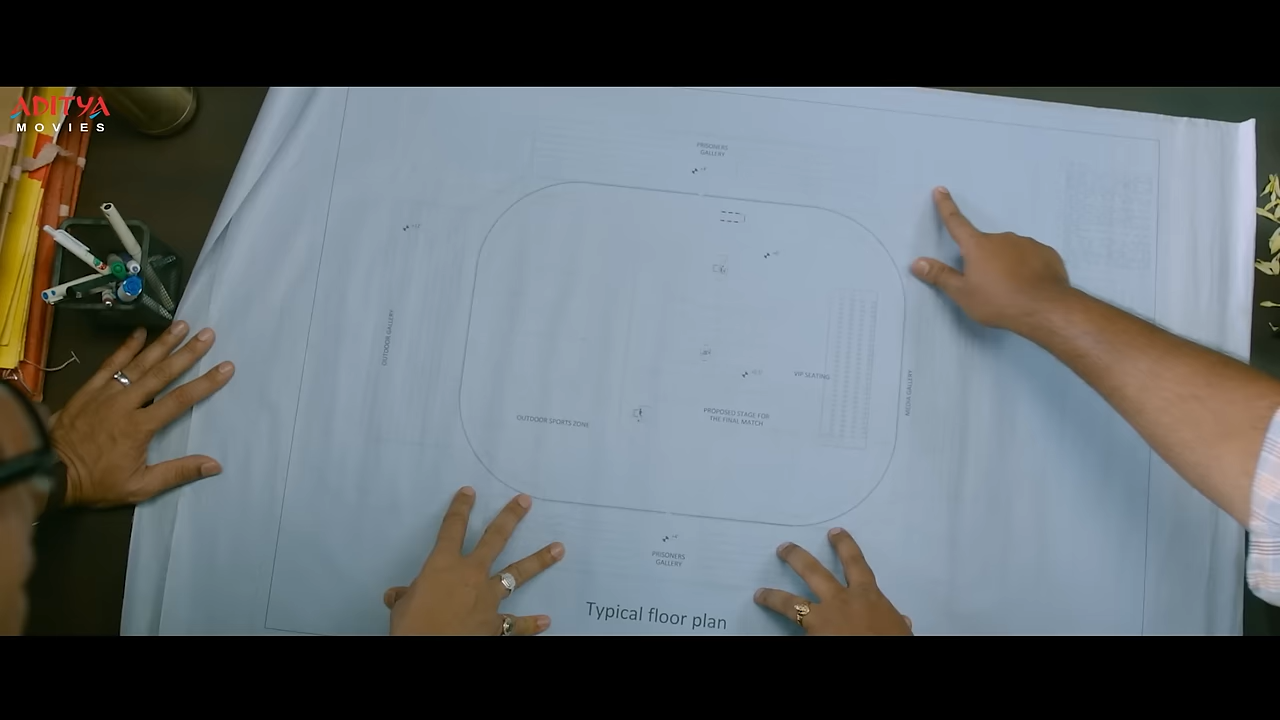 ADITYA
MOVIES
PRISONERS
GALLERY
OUTDOOR GALLERY
VIP SEATING
MEDIA GALLERY
OUTDOOR SPORTS ZONE
PROPOSED STAGE FOR
THE FINAL MATCH
PRISONERS
GALLERY
Typical floor plan